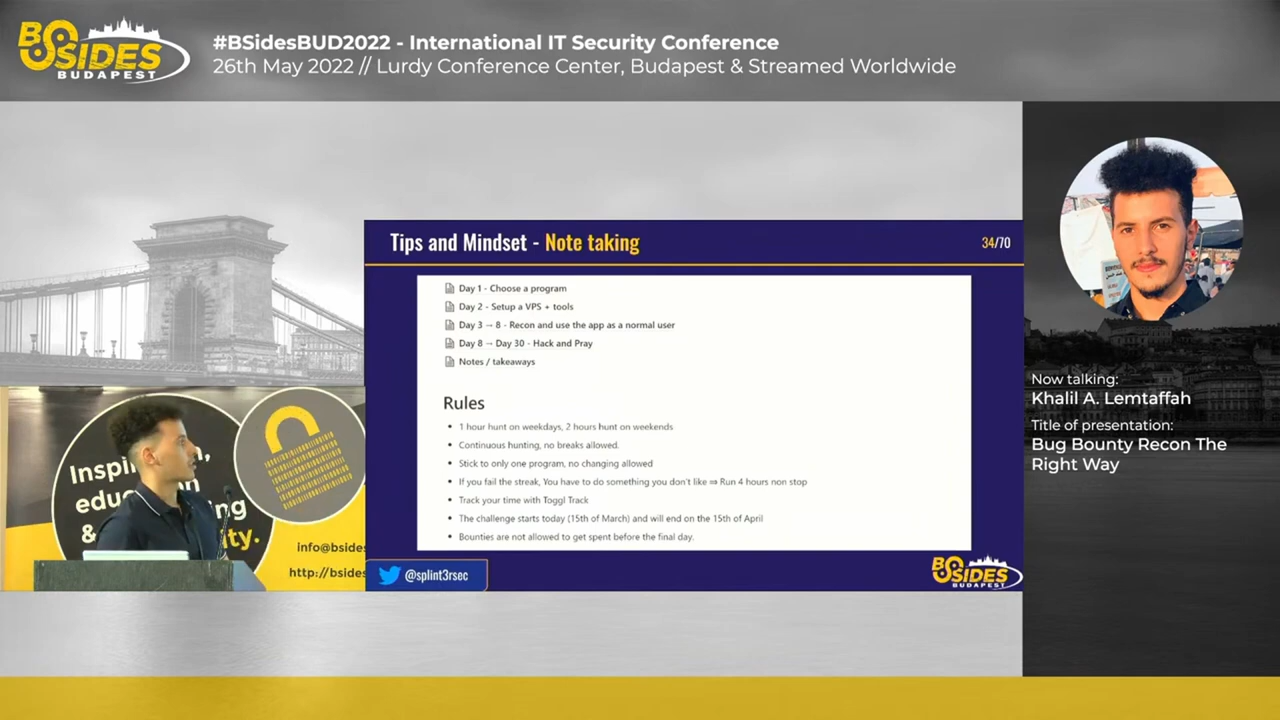 BSIDES
BUDAPEST
#BSidesBUD2022 - International IT Security Conference
26th May 2022 // Lurdy Conference Center, Budapest & Streamed Worldwide
Tips and Mindset - Note taking
34/70
Day 1 - Choose a program
Day 2 - Setup a VPS + tools
Day 3 → 8 - Recon and use the app as a normal user
Day 8 → Day 30 - Hack and Pray
Notes / takeaways
Rules
• 1 hour hunt on weekdays, 2 hours hunt on weekends
• Continuous hunting, no breaks allowed.
• Stick to only one program, no changing allowed
• If you fail the streak, You have to do something you don't like ⇒ Run 4 hours non stop
• Track your time with Toggl Track
• The challenge starts today (15th of March) and will end on the 15th of April
• Bounties are not allowed to get spent before the final day.
@splint3rsec
BSIDES
BUDAPEST
Now talking:
Khalil A. Lemtaffah
Title of presentation:
Bug Bounty Recon The
Right Way
&
info@bsides
http://bsides